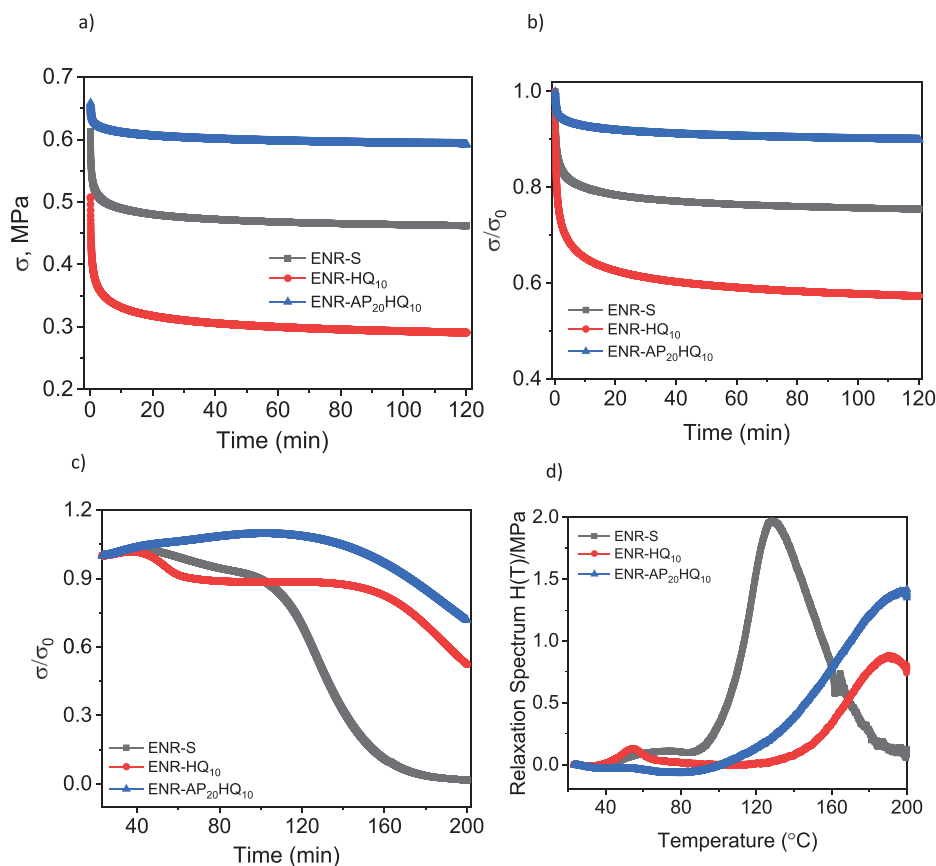 a)
0.7
0.6
0.5
0.4
0.3
0.2
σ, MPa
ENR-S
ENR-HQ10
ENR-AP20HQ10
0 20 40 60 80 100 120
Time (min)
b)
1.0
0.8
0.6
0.4
σ/σ0
ENR-S
ENR-HQ10
ENR-AP20HQ10
0 20 40 60 80 100 120
Time (min)
c)
1.2
0.9
0.6
0.3
0.0
σ/σ0
ENR-S
ENR-HQ10
ENR-AP20HQ10
40 80 120 160 200
Time (min)
d)
2.0
1.5
1.0
0.5
0.0
Relaxation Spectrum H(T)/MPa
ENR-S
ENR-HQ10
ENR-AP20HQ10
40 80 120 160 200
Temperature (°C)